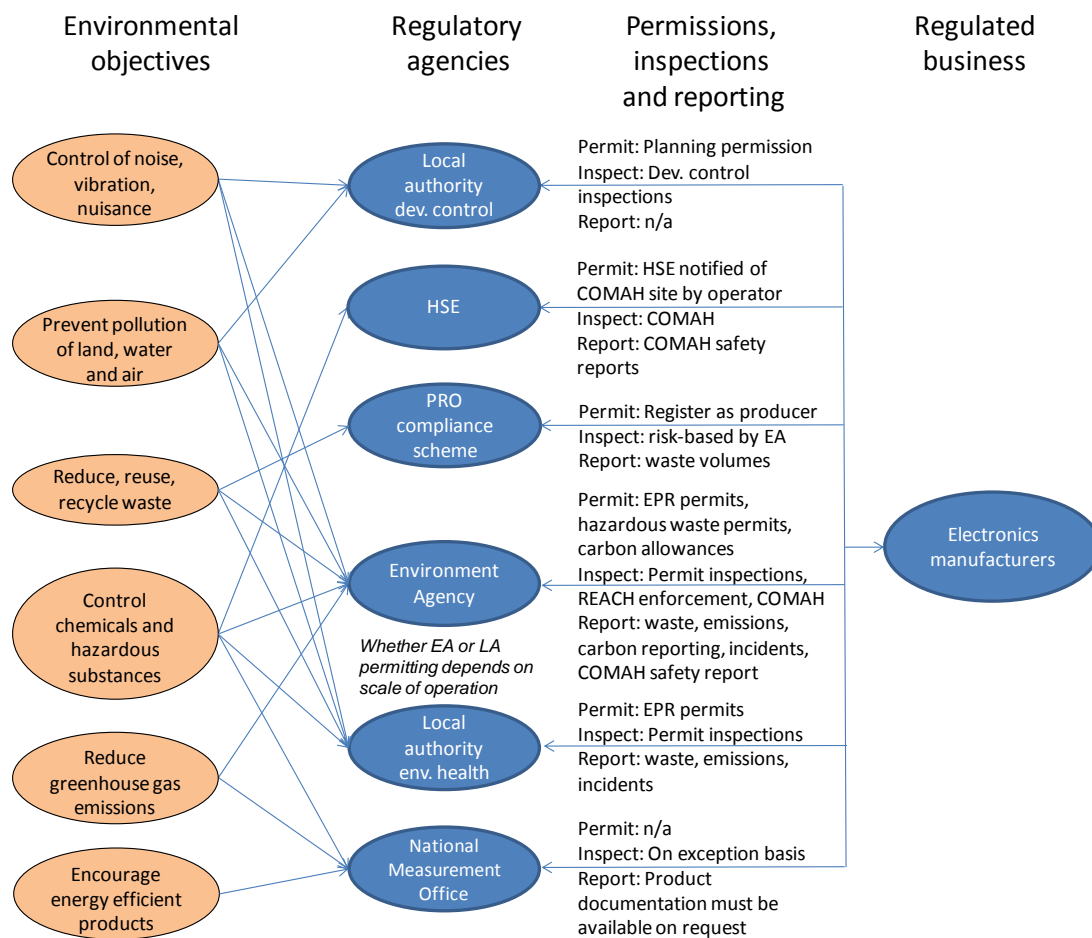 Environmental
objectives
Regulatory
agencies
Permissions,
inspections
and reporting
Regulated
business
Control of noise,
vibration,
nuisance
Prevent pollution
of land, water
and air
Reduce, reuse,
recycle waste
Control
chemicals and
hazardous
substances
Reduce
greenhouse gas
emissions
Encourage
energy efficient
products
Local
authority
dev. control
HSE
PRO
compliance
scheme
Environment
Agency
Whether EA or LA
permitting depends on
scale of operation
Local
authority
env. health
National
Measurement
Office
Permit: Planning permission
Inspect: Dev. control
inspections
Report: n/a
Permit: HSE notified of
COMAH site by operator
Inspect: COMAH
Report: COMAH safety
reports
Permit: Register as producer
Inspect: risk-based by EA
Report: waste volumes
Permit: EPR permits,
hazardous waste permits,
carbon allowances
Inspect: Permit inspections,
REACH enforcement, COMAH
Report: waste, emissions,
carbon reporting, incidents,
COMAH safety report
Permit: EPR permits
Inspect: Permit inspections
Report: waste, emissions,
incidents
Permit: n/a
Inspect: On exception basis
Report: Product
documentation must be
available on request
Electronics
manufacturers